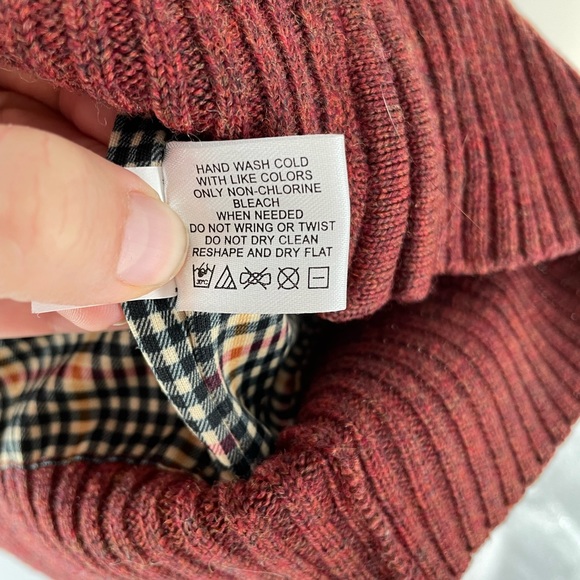 HAND WASH COLD
WITH LIKE COLORS
ONLY NON-CHLORINE
BLEACH
WHEN NEEDED
DO NOT WRING OR TWIST
DO NOT DRY CLEAN
RESHAPE AND DRY FLAT
30°C